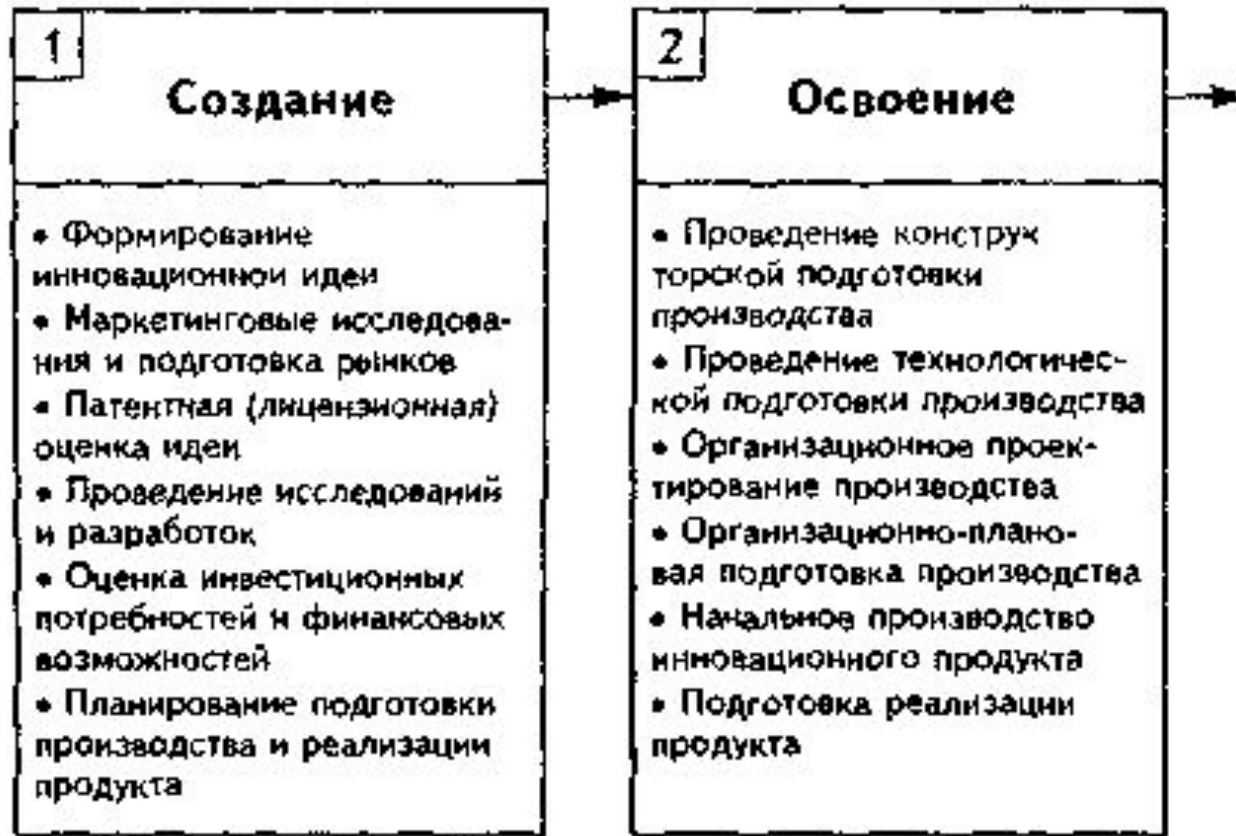 1
Создание
• Формирование
инновационной идеи
• Маркетинговые исследова-
ния и подготовка рынков
• Патентная (лицензионная)
оценка идеи
• Проведение исследований
и разработок
• Оценка инвестиционных
потребностей и финансовых
возможностей
• Планирование подготовки
производства и реализации
продукта
2
Освоение
• Проведение конструк
торской подготовки
производства
• Проведение технологичес-
кой подготовки производства
• Организационное проек-
тирование производства
• Организационно-плано-
вая подготовка производства
• Начальное производство
инновационного продукта
• Подготовка реализации
продукта